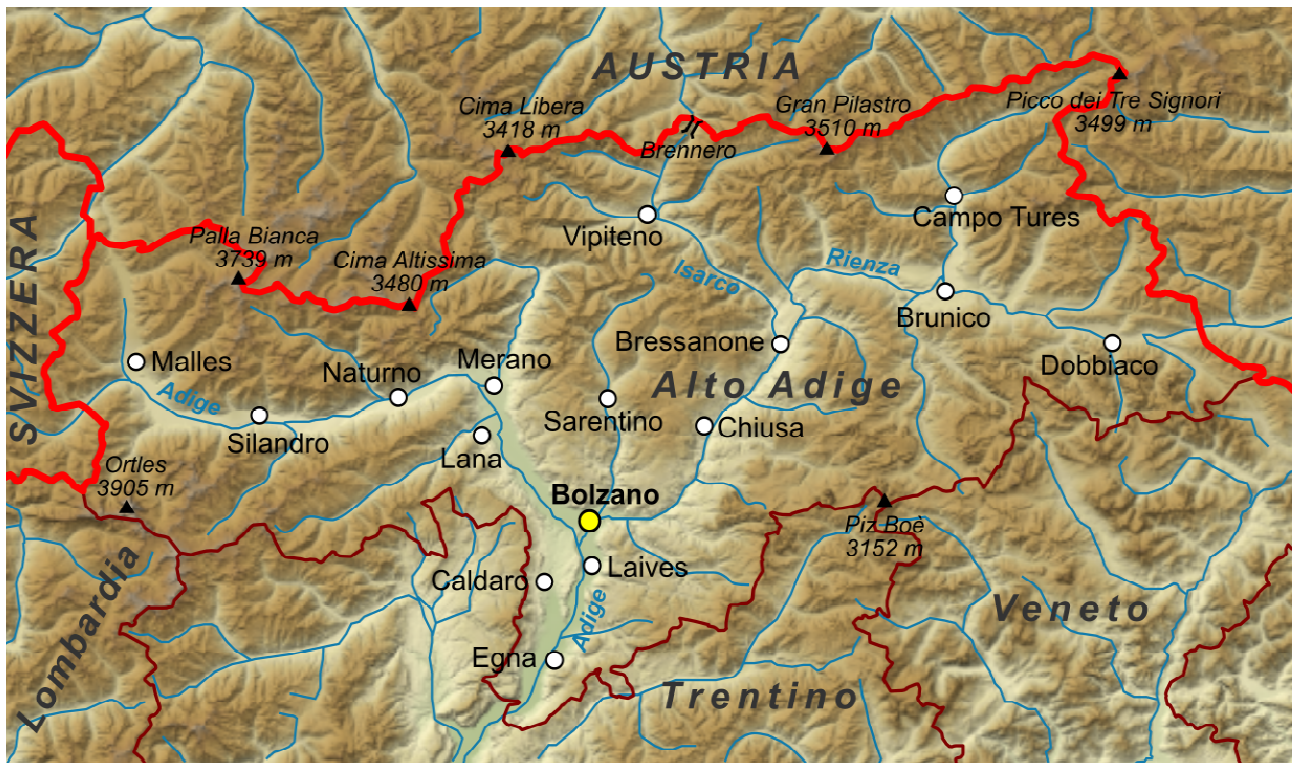 AUSTRIA
Cima Libera
3418 m
Gran Pilastro
3510 m
Picco dei Tre Signori
3499 m
Brennero
SVIZZERA
Palla Bianca
3739 m
Cima Altissima
3480 m
Vipiteno
Campo Tures
Isarco
Rienza
Brunico
Bressanone
Dobbiaco
Malles
Naturno
Merano
Alto Adige
Adige
Silandro
Sarentino
Chiusa
Lana
Ortles
3905 m
Bolzano
Piz Boè
3152 m
Laives
Caldaro
Adige
Lombardia
Veneto
Egna
Trentino